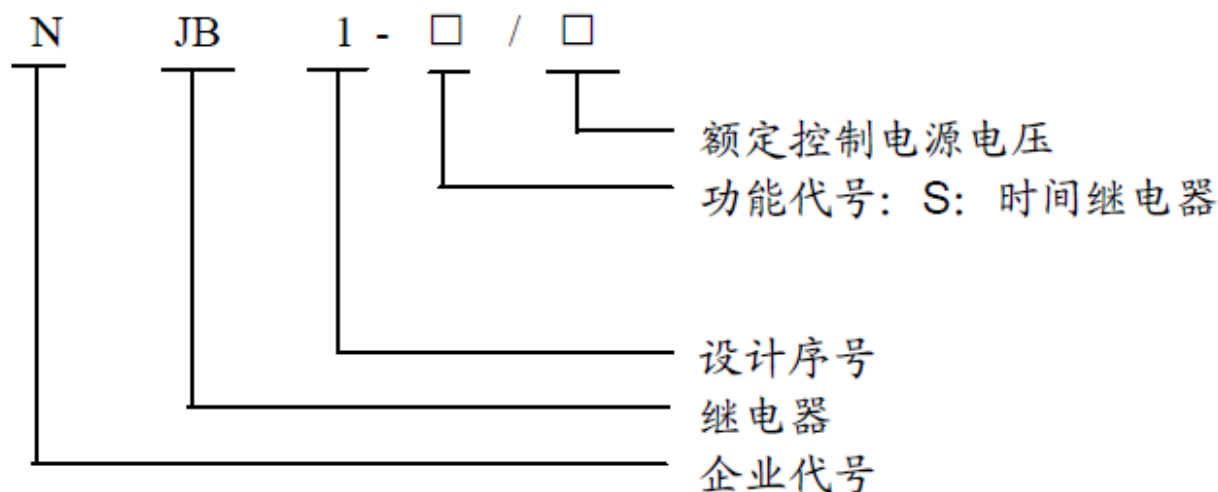 N JB 1 - □ / □
额定控制电源电压
功能代号：S：时间继电器
设计序号
继电器
企业代号